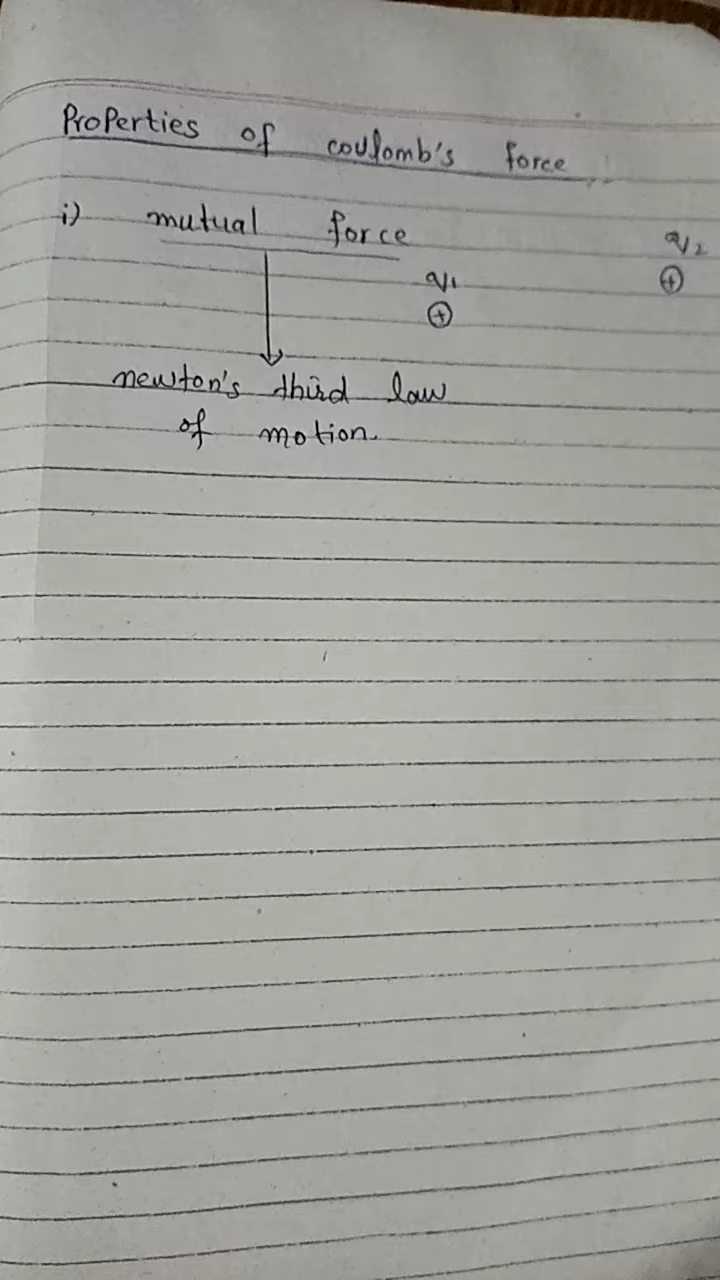 Properties of coulomb's force
i) mutual force
q1
+
q2
+
newton's third law
of motion.